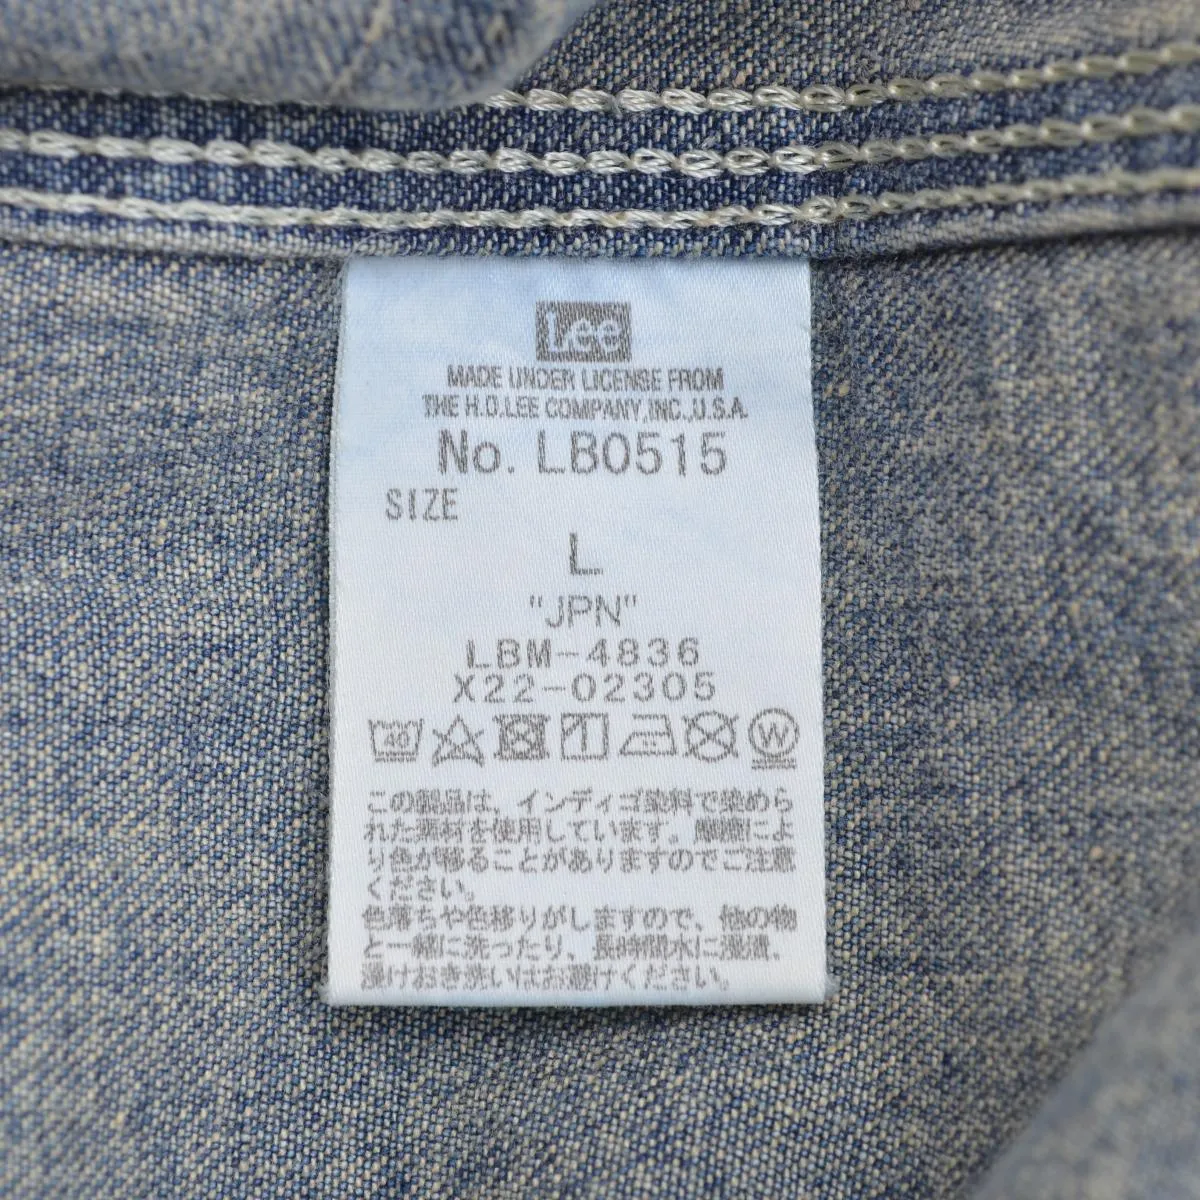 Lee
MADE UNDER LICENSE FROM
THE H.D.LEE COMPANY,INC.,U.S.A.
No. LB0515
SIZE
L
"JPN"
LBM-4836
X22-02305
40
W
この製品は、インディゴ染料で染めら
れた素材を使用しています。摩擦によ
り色が移ることがありますのでご注意
ください。
色落ちや色移りがしますので、他の物
と一緒に洗ったり、長時間水に浸漬、
浸けおき洗いはお避けください。